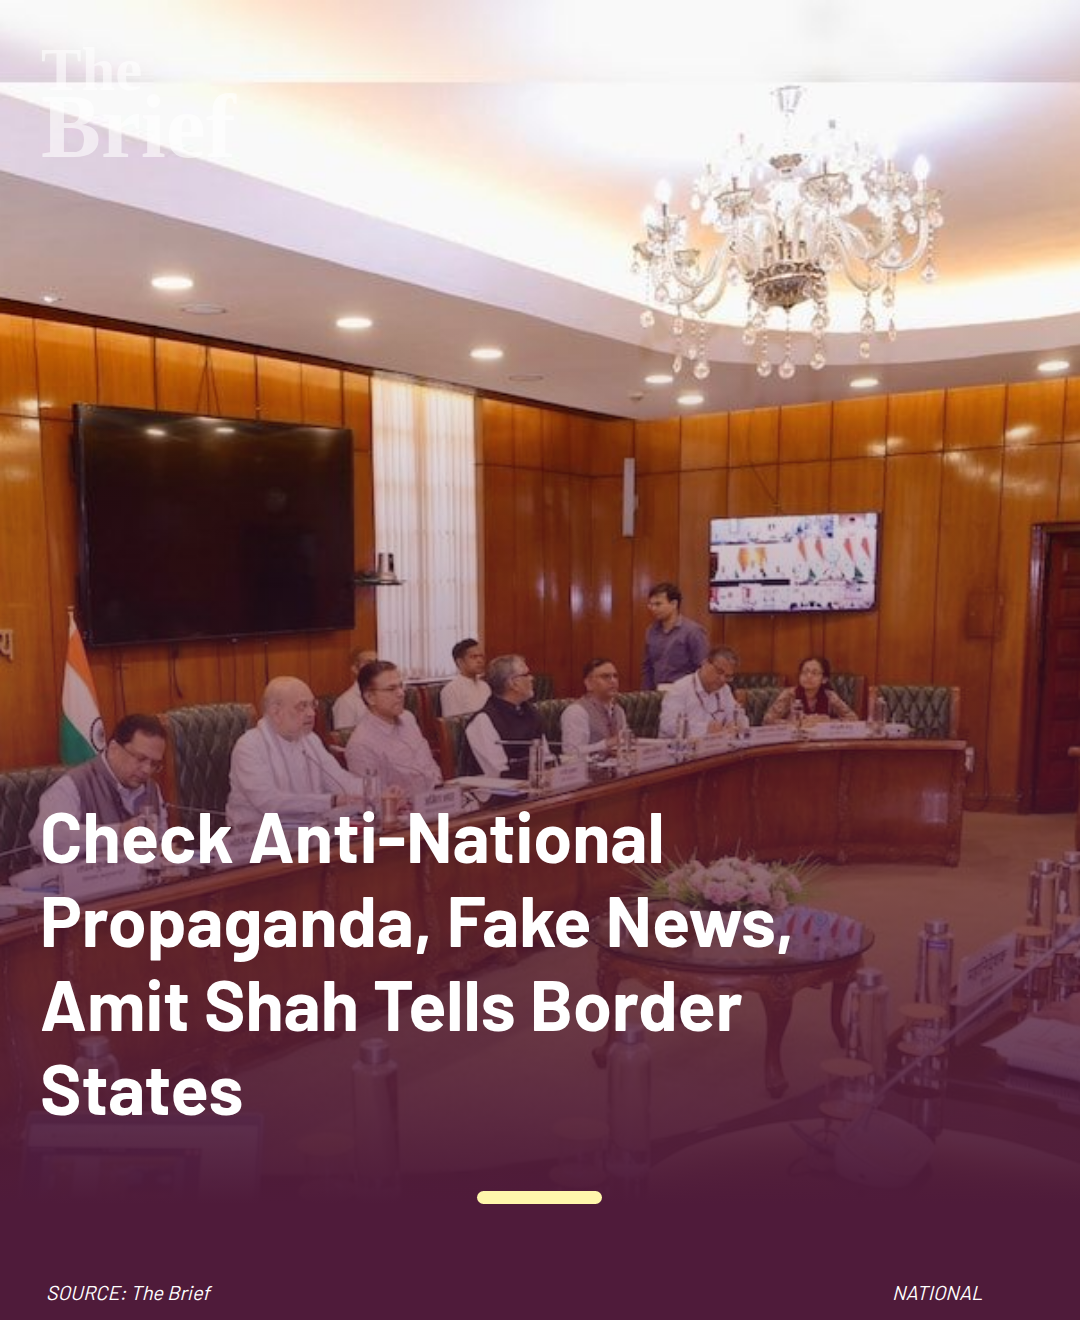 The
Brief
Check Anti-National
Propaganda, Fake News,
Amit Shah Tells Border
States
SOURCE: The Brief
NATIONAL